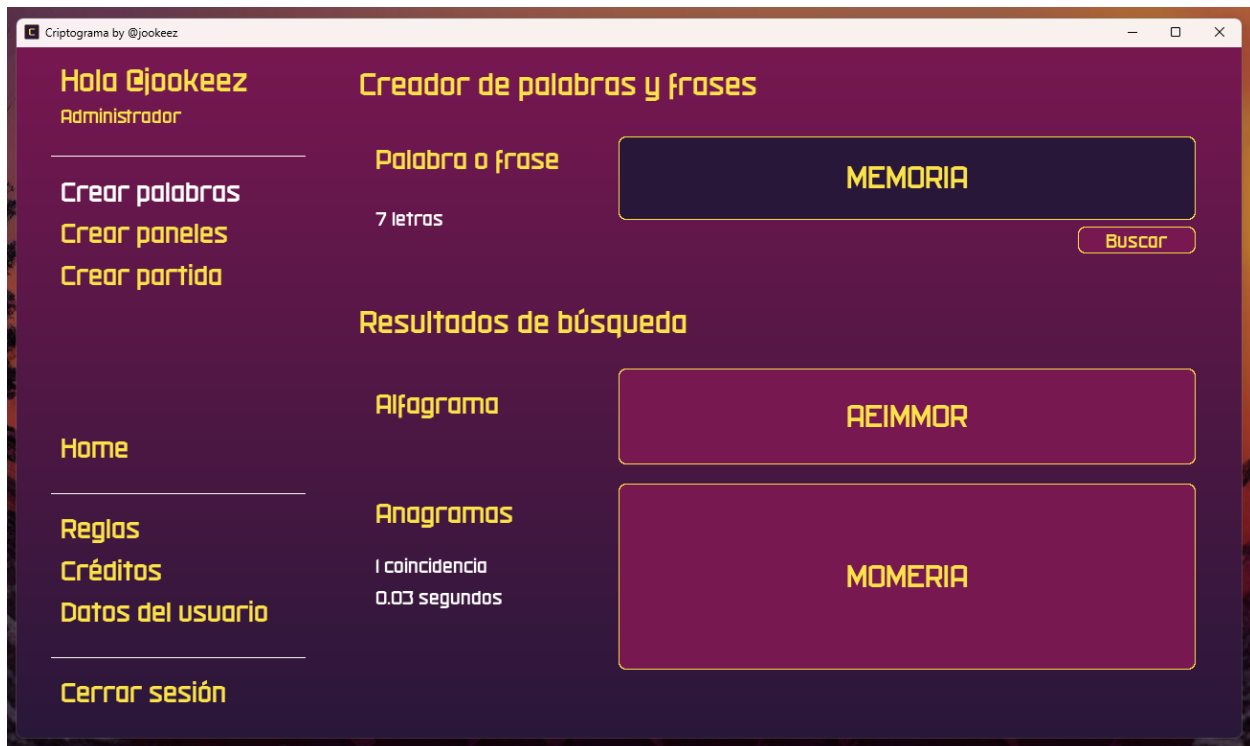 Criptograma by @jookeez
Hola @jookeez
Administrador
Crear palabras
Crear paneles
Crear partida
Home
Reglas
Créditos
Datos del usuario
Cerrar sesión
Creador de palabras y frases
Palabra o frase
7 letras
MEMORIA
Buscar
Resultados de búsqueda
Alfagrama
AEIMMOR
Anagramas
1 coincidencia
0.03 segundos
MOMERIA